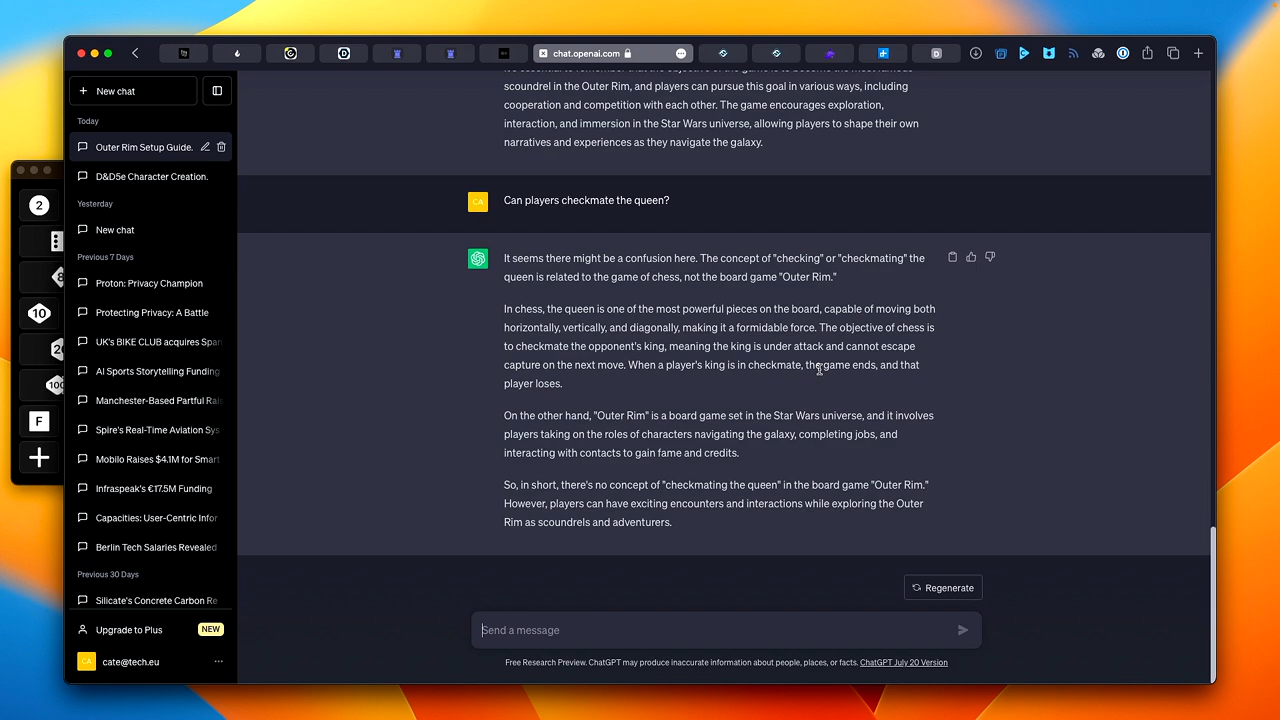 chat.openai.com
New chat
Today
Outer Rim Setup Guide.
D&D5e Character Creation.
Yesterday
New chat
Previous 7 Days
Proton: Privacy Champion
Protecting Privacy: A Battle
UK's BIKE CLUB acquires Span
AI Sports Storytelling Funding
Manchester-Based Partful Rai
Spire's Real-Time Aviation Sys
Mobilo Raises $4.1M for Smart
Infraspeak's €17.5M Funding
Capacities: User-Centric Infor
Berlin Tech Salaries Revealed
Previous 30 Days
Silicate's Concrete Carbon Re
Upgrade to Plus NEW
CA cate@tech.eu
2
8
10
20
100
F
scoundrel in the Outer Rim, and players can pursue this goal in various ways, including
cooperation and competition with each other. The game encourages exploration,
interaction, and immersion in the Star Wars universe, allowing players to shape their own
narratives and experiences as they navigate the galaxy.
CA Can players checkmate the queen?
It seems there might be a confusion here. The concept of "checking" or "checkmating" the
queen is related to the game of chess, not the board game "Outer Rim."
In chess, the queen is one of the most powerful pieces on the board, capable of moving both
horizontally, vertically, and diagonally, making it a formidable force. The objective of chess is
to checkmate the opponent's king, meaning the king is under attack and cannot escape
capture on the next move. When a player's king is in checkmate, the game ends, and that
player loses.
On the other hand, "Outer Rim" is a board game set in the Star Wars universe, and it involves
players taking on the roles of characters navigating the galaxy, completing jobs, and
interacting with contacts to gain fame and credits.
So, in short, there's no concept of "checkmating the queen" in the board game "Outer Rim."
However, players can have exciting encounters and interactions while exploring the Outer
Rim as scoundrels and adventurers.
Regenerate
Send a message
Free Research Preview. ChatGPT may produce inaccurate information about people, places, or facts. ChatGPT July 20 Version